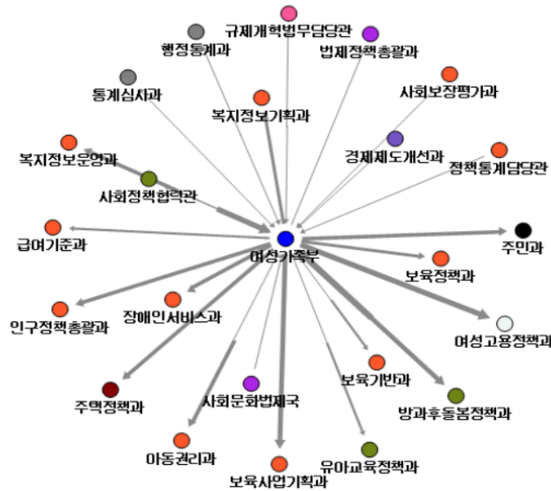 규제개혁법무담당관
행정통계과
법제정책총괄과
통계심사과
사회보장평가과
복지정보기획과
복지정보운영과
경제제도개선과
정책통계담당관
사회정책협력관
급여기준과
여성가족부
주민과
보육정책과
인구정책총괄과
장애인서비스과
여성고용정책과
주택정책과
사회문화법제국
보육기반과
방과후돌봄정책과
아동권리과
보육사업기획과
유아교육정책과